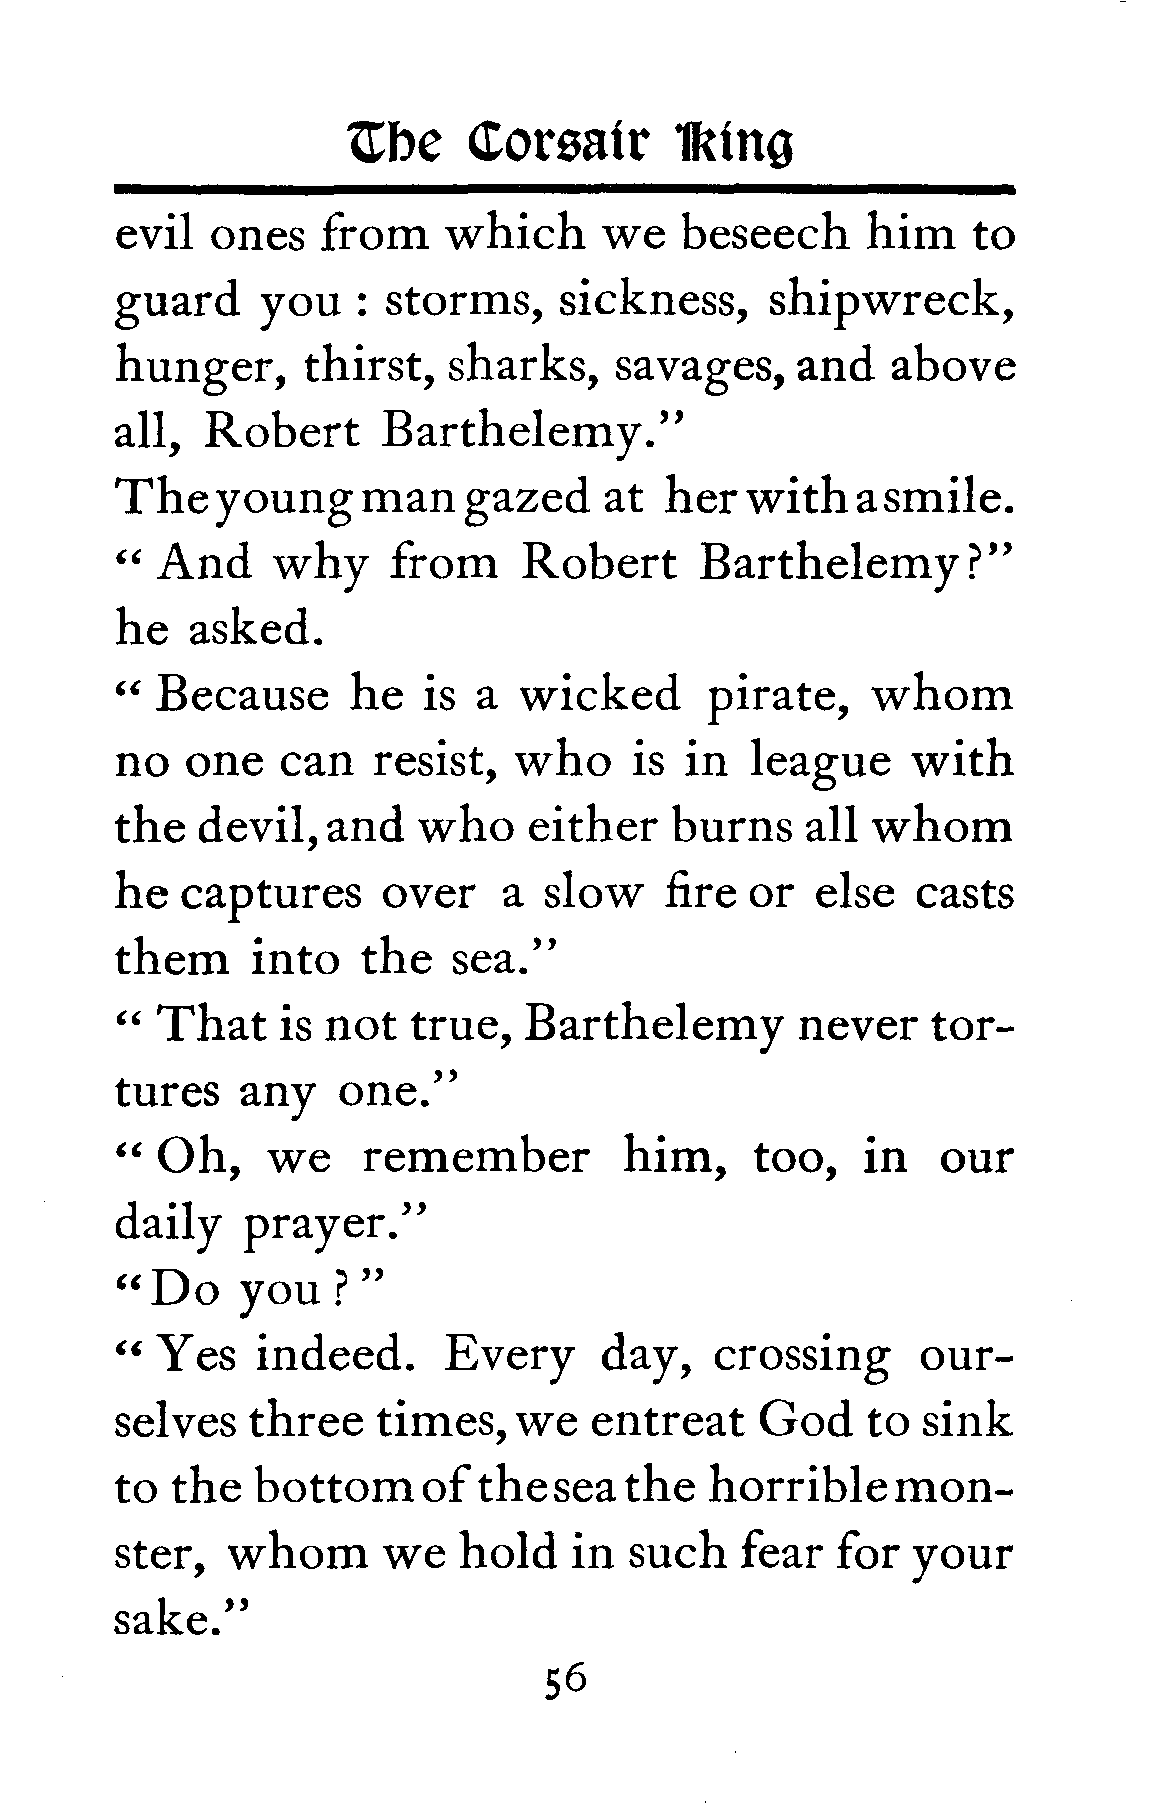 The Corsair King
evil ones from which we beseech him to
guard you : storms, sickness, shipwreck,
hunger, thirst, sharks, savages, and above
all, Robert Barthelemy."
The young man gazed at her with a smile.
" And why from Robert Barthelemy?"
he asked.
" Because he is a wicked pirate, whom
no one can resist, who is in league with
the devil, and who either burns all whom
he captures over a slow fire or else casts
them into the sea."
" That is not true, Barthelemy never tor-
tures any one."
" Oh, we remember him, too, in our
daily prayer."
"Do you ? "
" Yes indeed. Every day, crossing our-
selves three times, we entreat God to sink
to the bottom of the sea the horrible mon-
ster, whom we hold in such fear for your
sake."
56